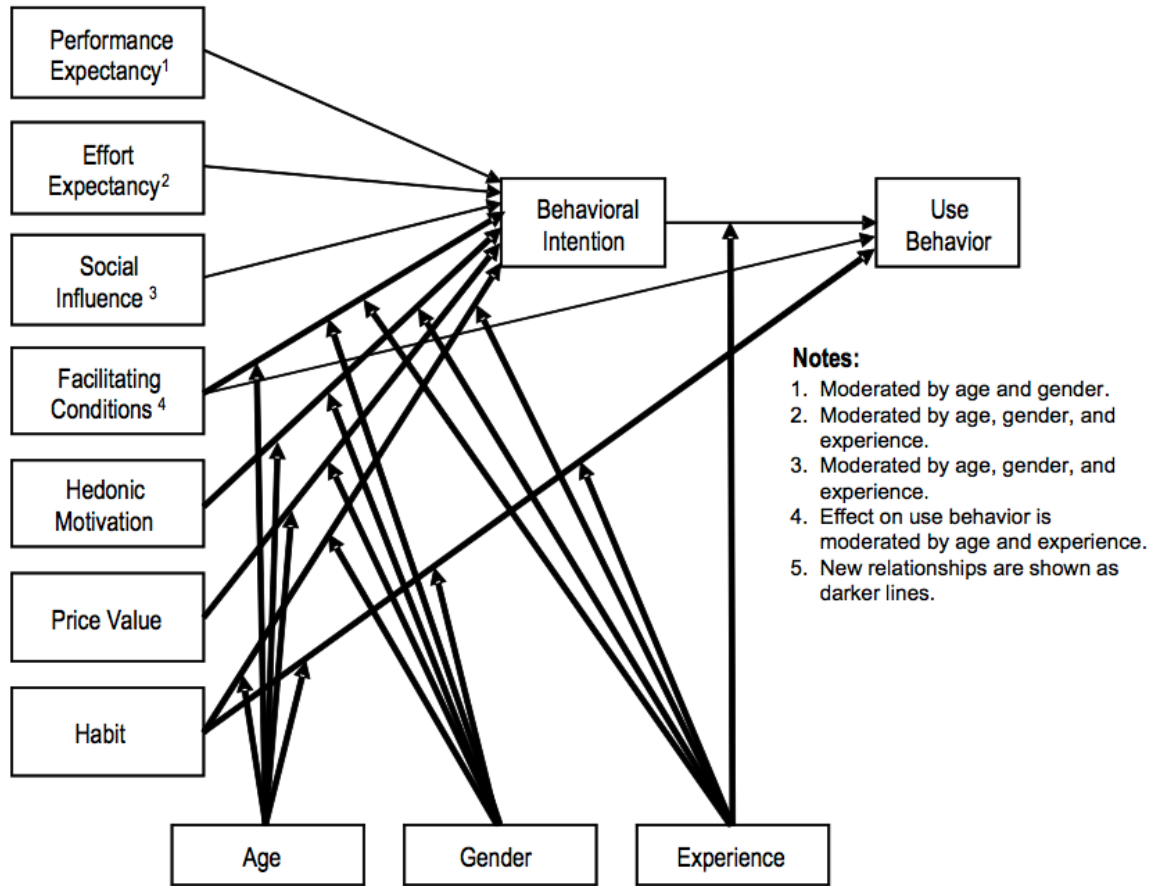 Performance
Expectancy1
Effort
Expectancy2
Social
Influence 3
Facilitating
Conditions 4
Hedonic
Motivation
Price Value
Habit
Behavioral
Intention
Use
Behavior
Notes:
1. Moderated by age and gender.
2. Moderated by age, gender, and
experience.
3. Moderated by age, gender, and
experience.
4. Effect on use behavior is
moderated by age and experience.
5. New relationships are shown as
darker lines.
Age
Gender
Experience